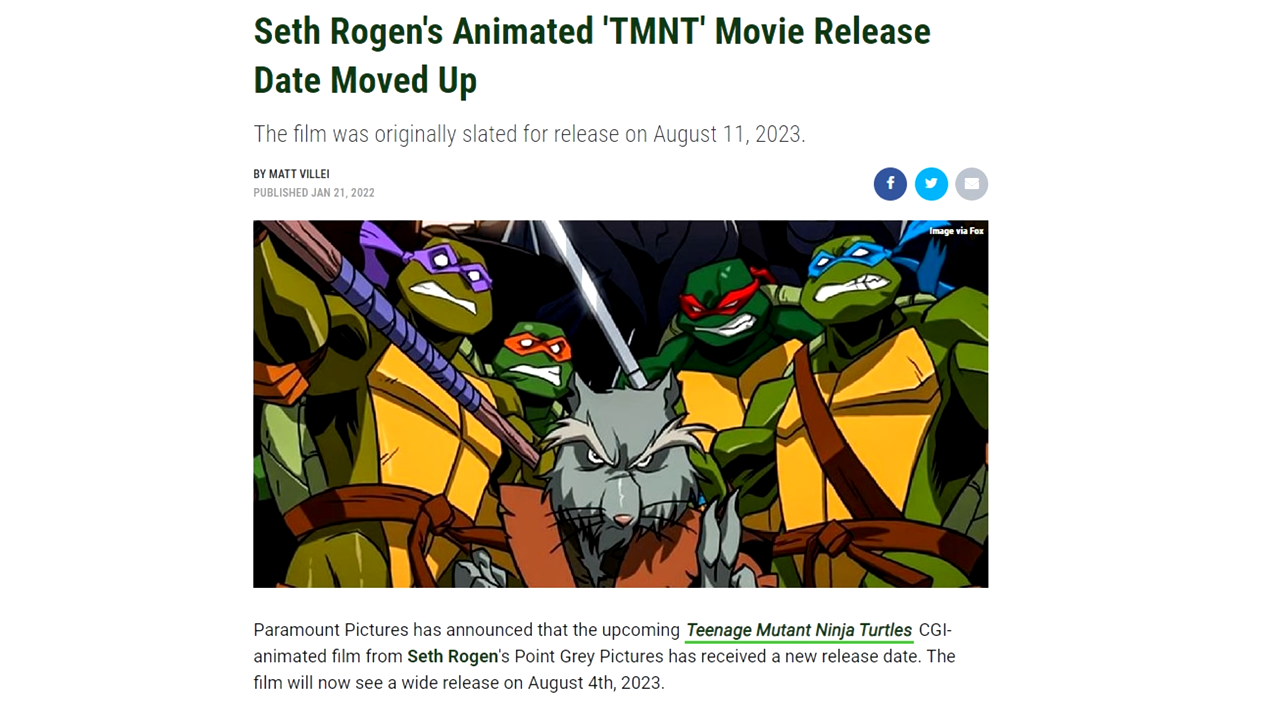 Seth Rogen's Animated 'TMNT' Movie Release
Date Moved Up
The film was originally slated for release on August 11, 2023.
BY MATT VILLEI
PUBLISHED JAN 21, 2022
Image via Fox
Paramount Pictures has announced that the upcoming Teenage Mutant Ninja Turtles CGI-
animated film from Seth Rogen's Point Grey Pictures has received a new release date. The
film will now see a wide release on August 4th, 2023.